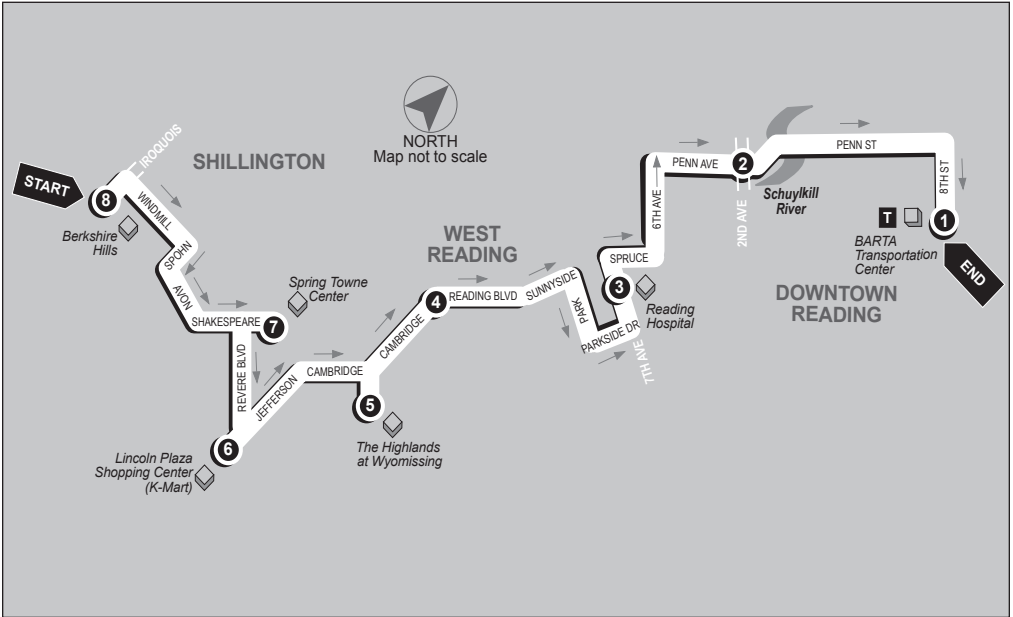 NORTH
Map not to scale
START
8
IROQUOIS
SHILLINGTON
WINDMILL
Berkshire
Hills
SPOHN
AVON
Spring Towne
Center
SHAKESPEARE
7
REVERE BLVD
JEFFERSON
6
Lincoln Plaza
Shopping Center
(K-Mart)
CAMBRIDGE
5
The Highlands
at Wyomissing
CAMBRIDGE
4
WEST
READING
READING BLVD
SUNNYSIDE
PARK
PARKSIDE DR
7TH AVE
3
Reading
Hospital
SPRUCE
6TH AVE
PENN AVE
2
2ND AVE
Schuylkill
River
PENN ST
8TH ST
T
1
BARTA
Transportation
Center
END
DOWNTOWN
READING